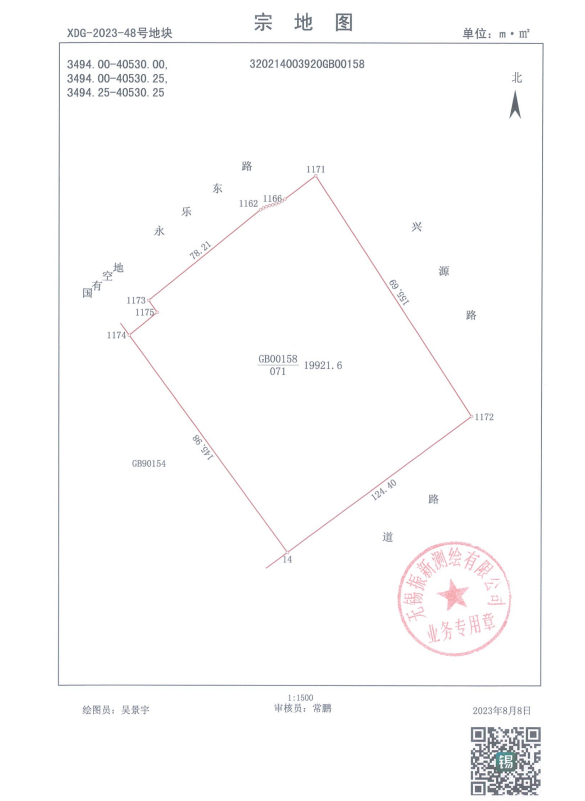 宗地图
XDG-2023-48号地块
单位: m·㎡
3494.00-40530.00,
3494.00-40530.25,
3494.25-40530.25
320214003920GB00158
北
永乐东路
1171
1166
1162
78.21
兴源路
国有空地
155.69
1173
1175
1174
GB00158
071
19921.6
1172
145.98
GB90154
124.40
路
道
14
无锡振新测绘有限公司
业务专用章
1:1500
绘图员: 吴景宇
审核员: 常鹏
2023年8月8日
锡